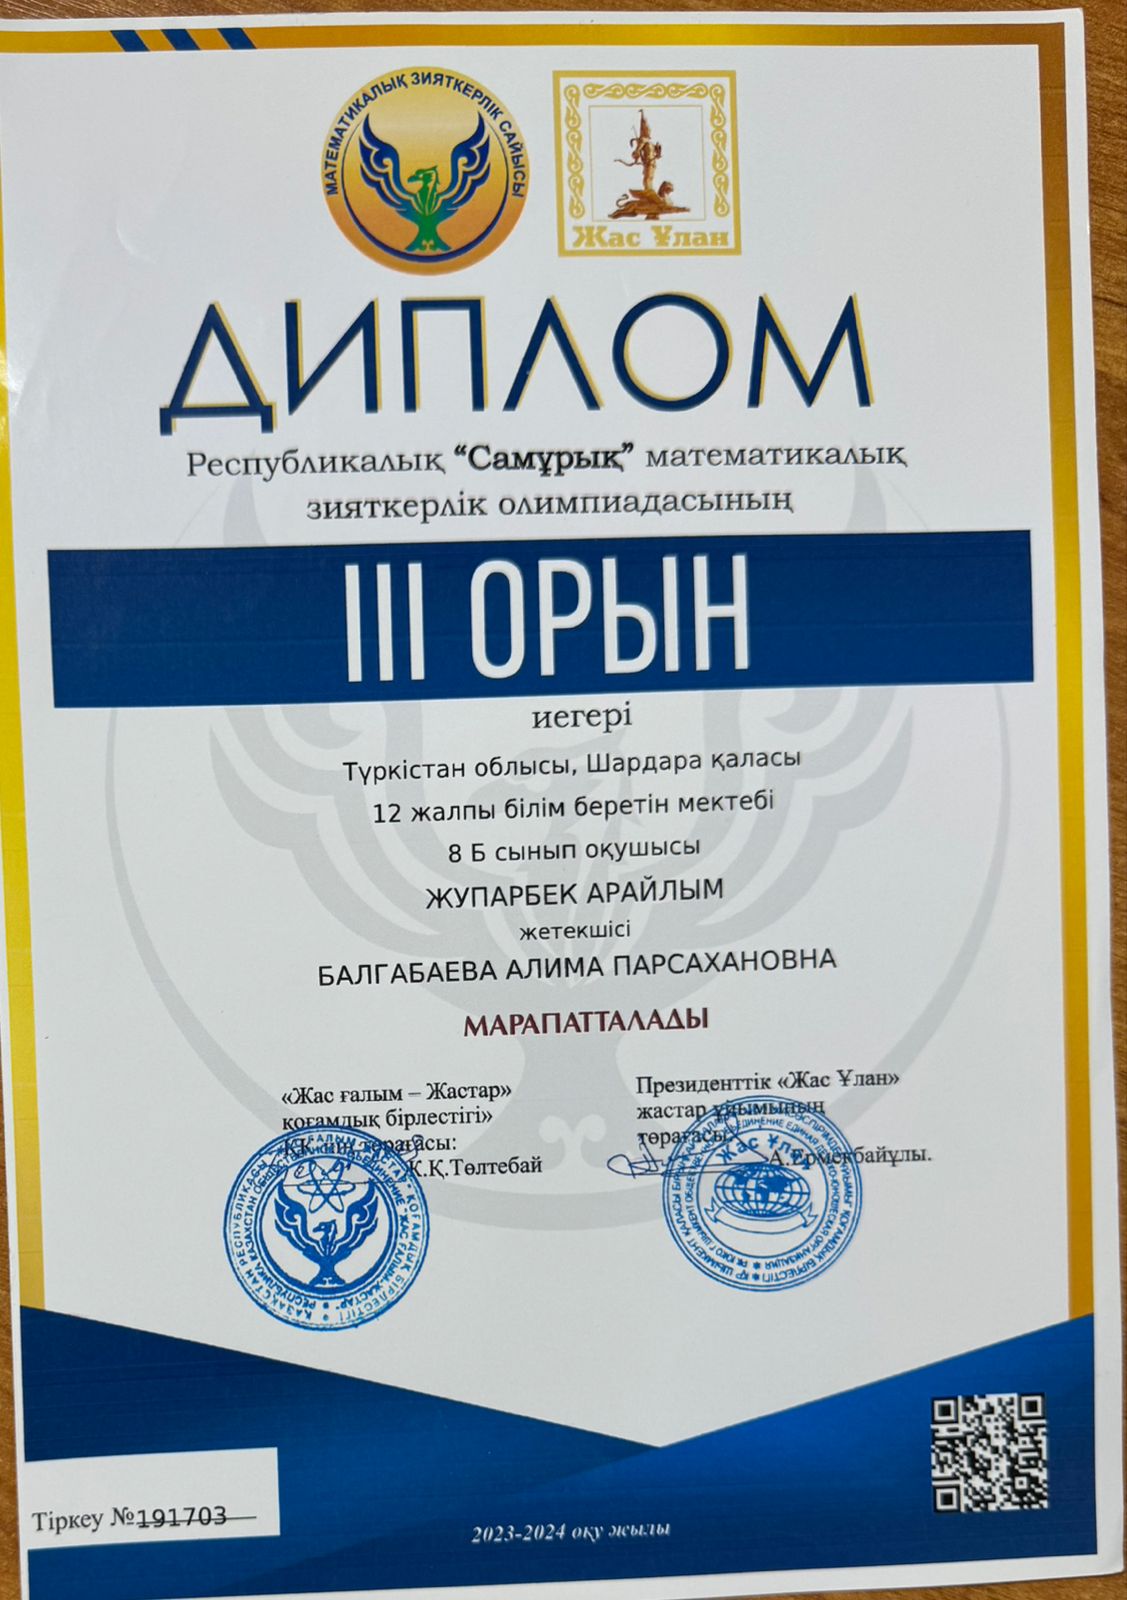 МАТЕМАТИКАЛЫҚ ЗИЯТКЕРЛІК САЙЫСЫ
Жас Ұлан
ДИПЛОМ
Республикалық “Самұрық” математикалық
зияткерлік олимпиадасының
III ОРЫН
иегері
Түркістан облысы, Шардара қаласы
12 жалпы білім беретін мектебі
8 Б сынып оқушысы
ЖУПАРБЕК АРАЙЛЫМ
жетекшісі
БАЛГАБАЕВА АЛИМА ПАРСАХАНОВНА
МАРАПАТТАЛАДЫ
«Жас ғалым – Жастар»
қоғамдық бірлестігі»
төрағасы:
Қ.Төлтебай
Президенттік «Жас Ұлан»
жастар ұйымының
төрағасы:
А.Ермекбайұлы.
Жас Ұлан
Тіркеу №191703
2023-2024 оқу жылы